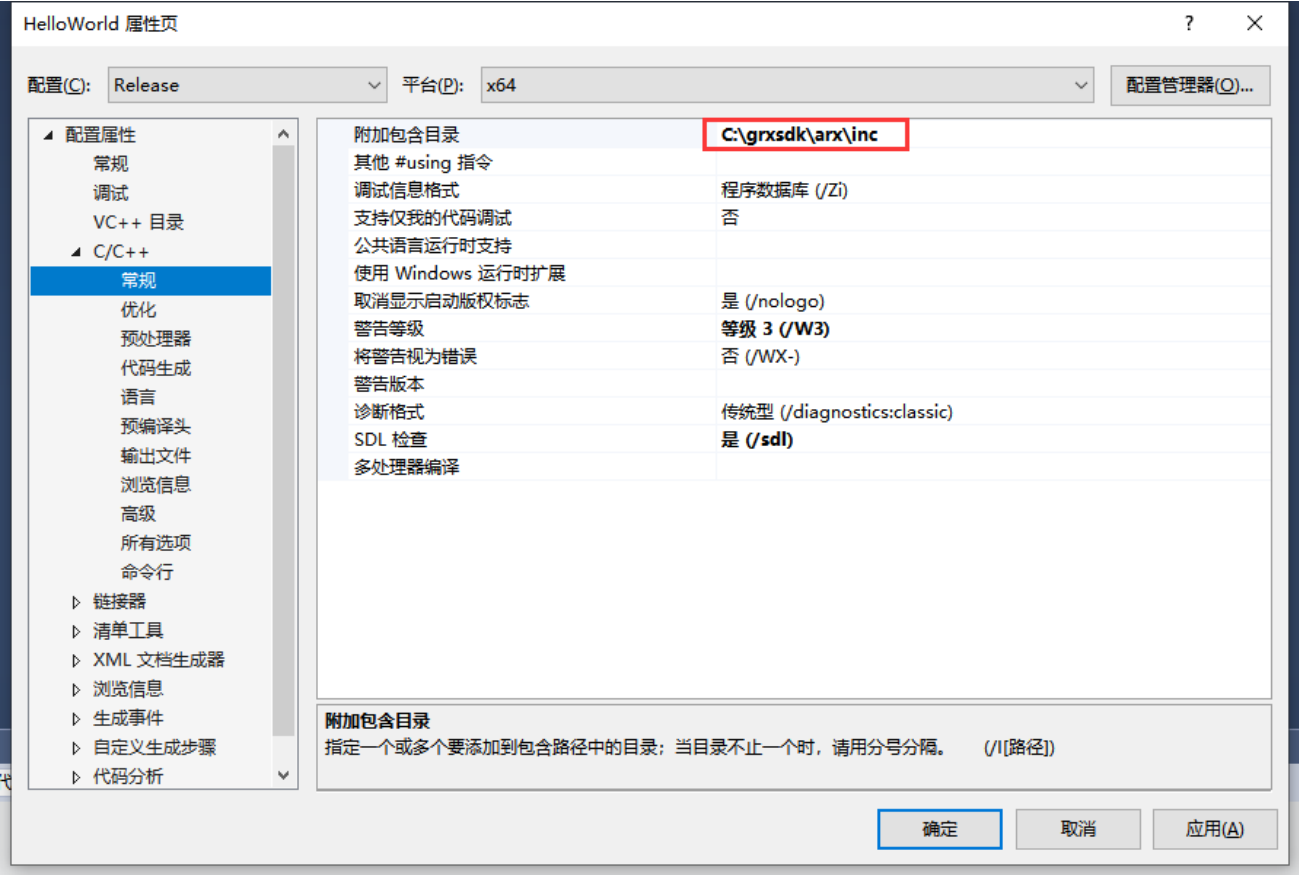 HelloWorld 属性页
? ×
配置(C): Release 平台(P): x64 配置管理器(O)...
配置属性
常规
调试
VC++ 目录
C/C++
常规
优化
预处理器
代码生成
语言
预编译头
输出文件
浏览信息
高级
所有选项
命令行
链接器
清单工具
XML 文档生成器
浏览信息
生成事件
自定义生成步骤
代码分析
附加包含目录 C:\grxsdk\arx\inc
其他 #using 指令
调试信息格式 程序数据库 (/Zi)
支持仅我的代码调试 否
公共语言运行时支持
使用 Windows 运行时扩展
取消显示启动版权标志 是 (/nologo)
警告等级 等级 3 (/W3)
将警告视为错误 否 (/WX-)
警告版本
诊断格式 传统型 (/diagnostics:classic)
SDL 检查 是 (/sdl)
多处理器编译
附加包含目录
指定一个或多个要添加到包含路径中的目录；当目录不止一个时，请用分号分隔。 (/I[路径])
确定 取消 应用(A)